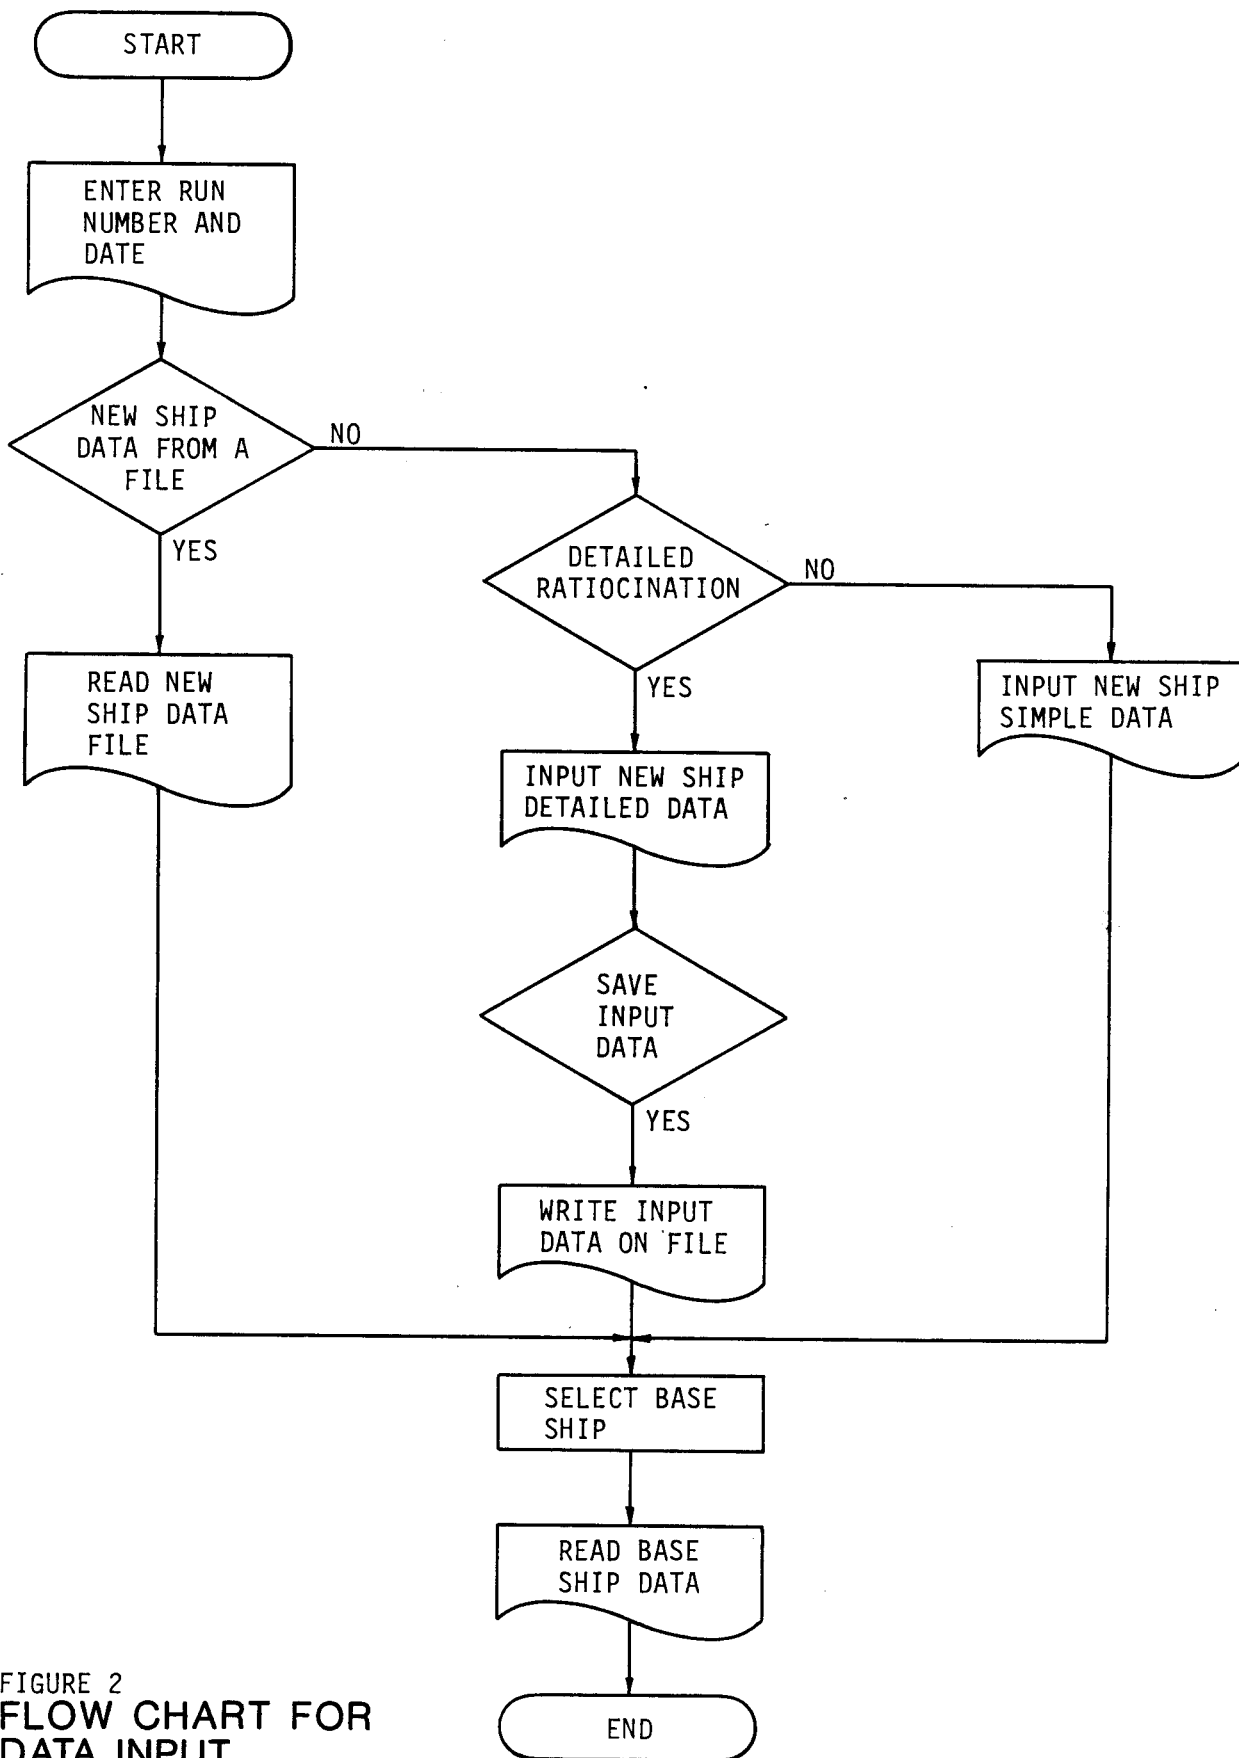 START
ENTER RUN
NUMBER AND
DATE
NEW SHIP
DATA FROM A
FILE
NO
YES
DETAILED
RATIOCINATION
NO
YES
READ NEW
SHIP DATA
FILE
INPUT NEW SHIP
SIMPLE DATA
INPUT NEW SHIP
DETAILED DATA
SAVE
INPUT
DATA
YES
WRITE INPUT
DATA ON FILE
SELECT BASE
SHIP
READ BASE
SHIP DATA
END
FIGURE 2
FLOW CHART FOR
DATA INPUT